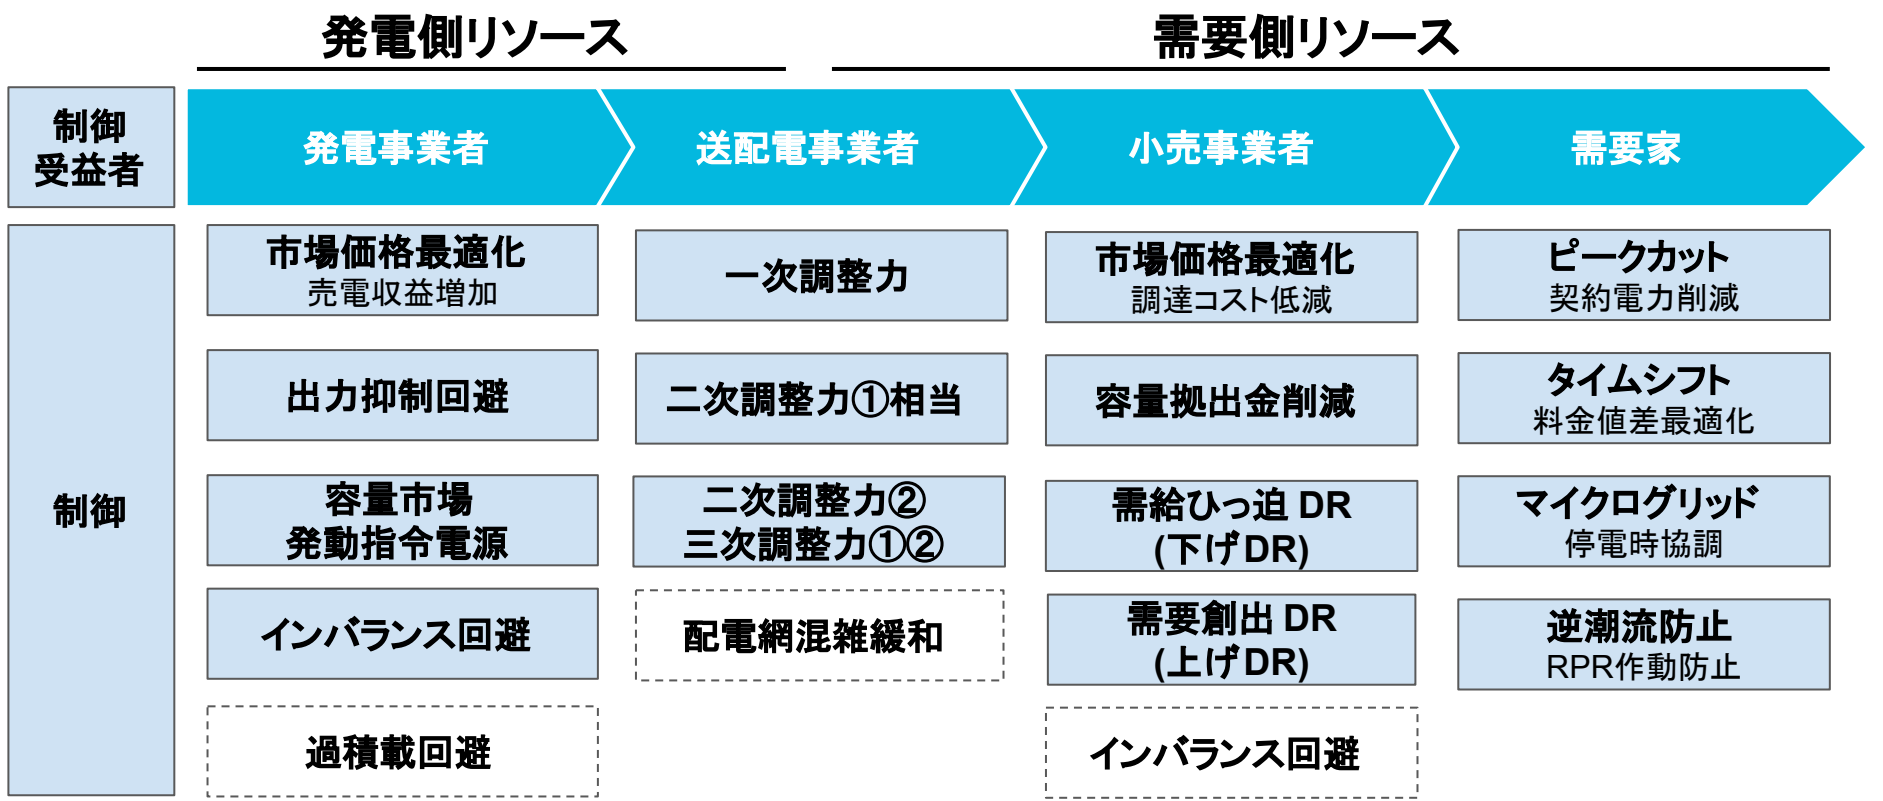 発電側リソース
需要側リソース
制御
受益者
発電事業者
送配電事業者
小売事業者
需要家
制御
市場価格最適化
売電収益増加
出力抑制回避
容量市場
発動指令電源
インバランス回避
過積載回避
一次調整力
二次調整力①相当
二次調整力②
三次調整力①②
配電網混雑緩和
市場価格最適化
調達コスト低減
容量拠出金削減
需給ひっ迫 DR
(下げDR)
需要創出 DR
(上げDR)
インバランス回避
ピークカット
契約電力削減
タイムシフト
料金値差最適化
マイクログリッド
停電時協調
逆潮流防止
RPR作動防止